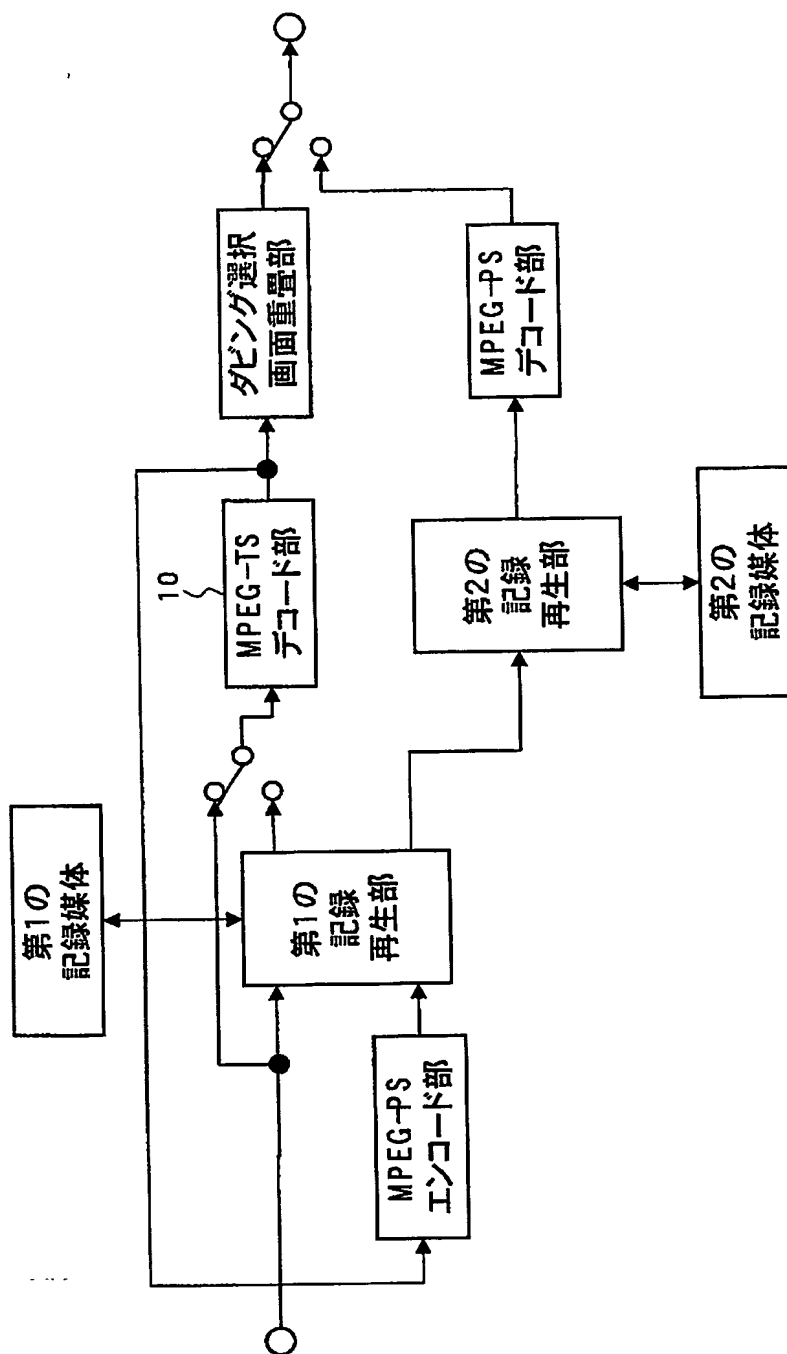 第1の
記録媒体
10
MPEG-TS
デコード部
ダビング選択
画面重畳部
第1の
記録
再生部
MPEG-PS
エンコード部
第2の
記録
再生部
MPEG-PS
デコード部
第2の
記録媒体